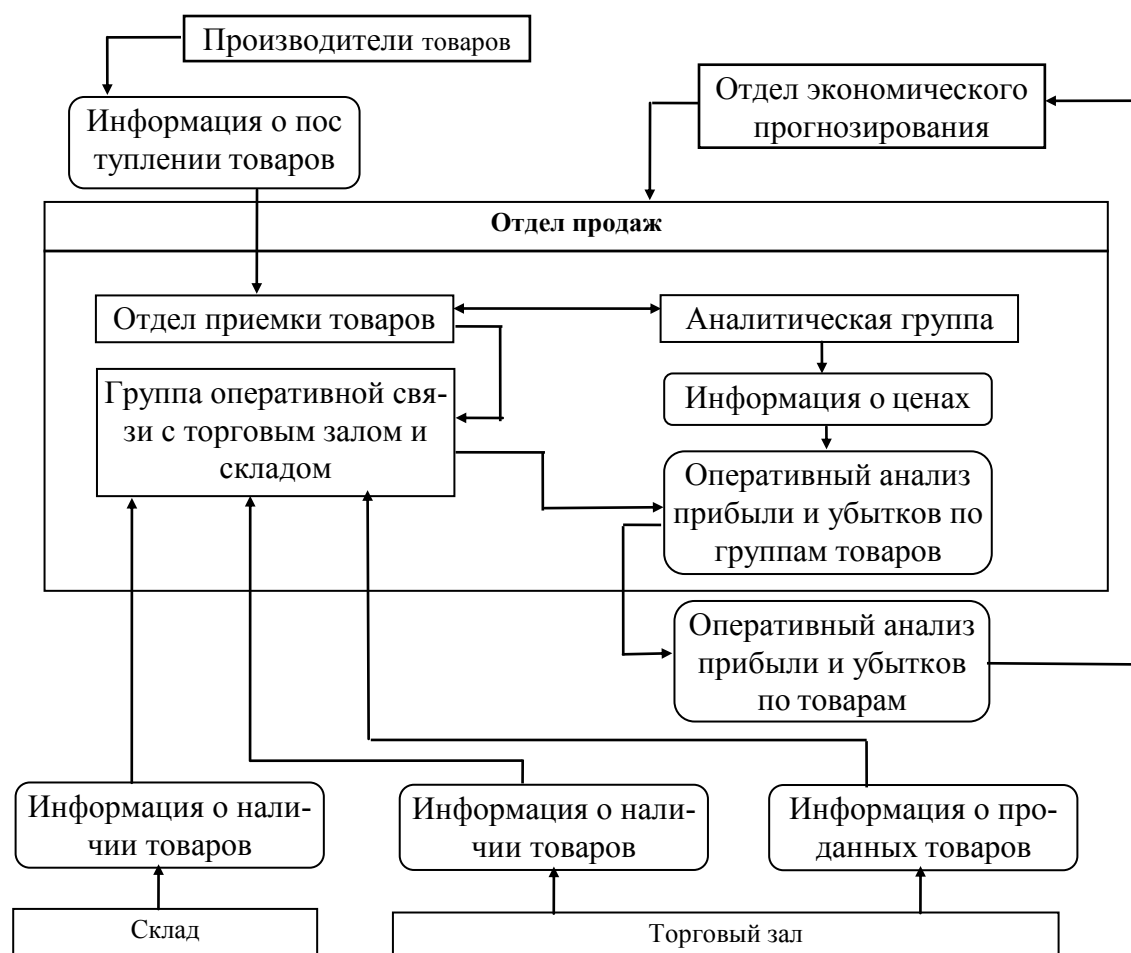 Производители товаров
Отдел экономического
прогнозирования
Информация о пос
туплении товаров
Отдел продаж
Отдел приемки товаров
Аналитическая группа
Группа оперативной свя-
зи с торговым залом и
складом
Информация о ценах
Оперативный анализ
прибыли и убытков по
группам товаров
Оперативный анализ
прибыли и убытков
по товарам
Информация о нали-
чии товаров
Информация о нали-
чии товаров
Информация о про-
данных товаров
Склад
Торговый зал